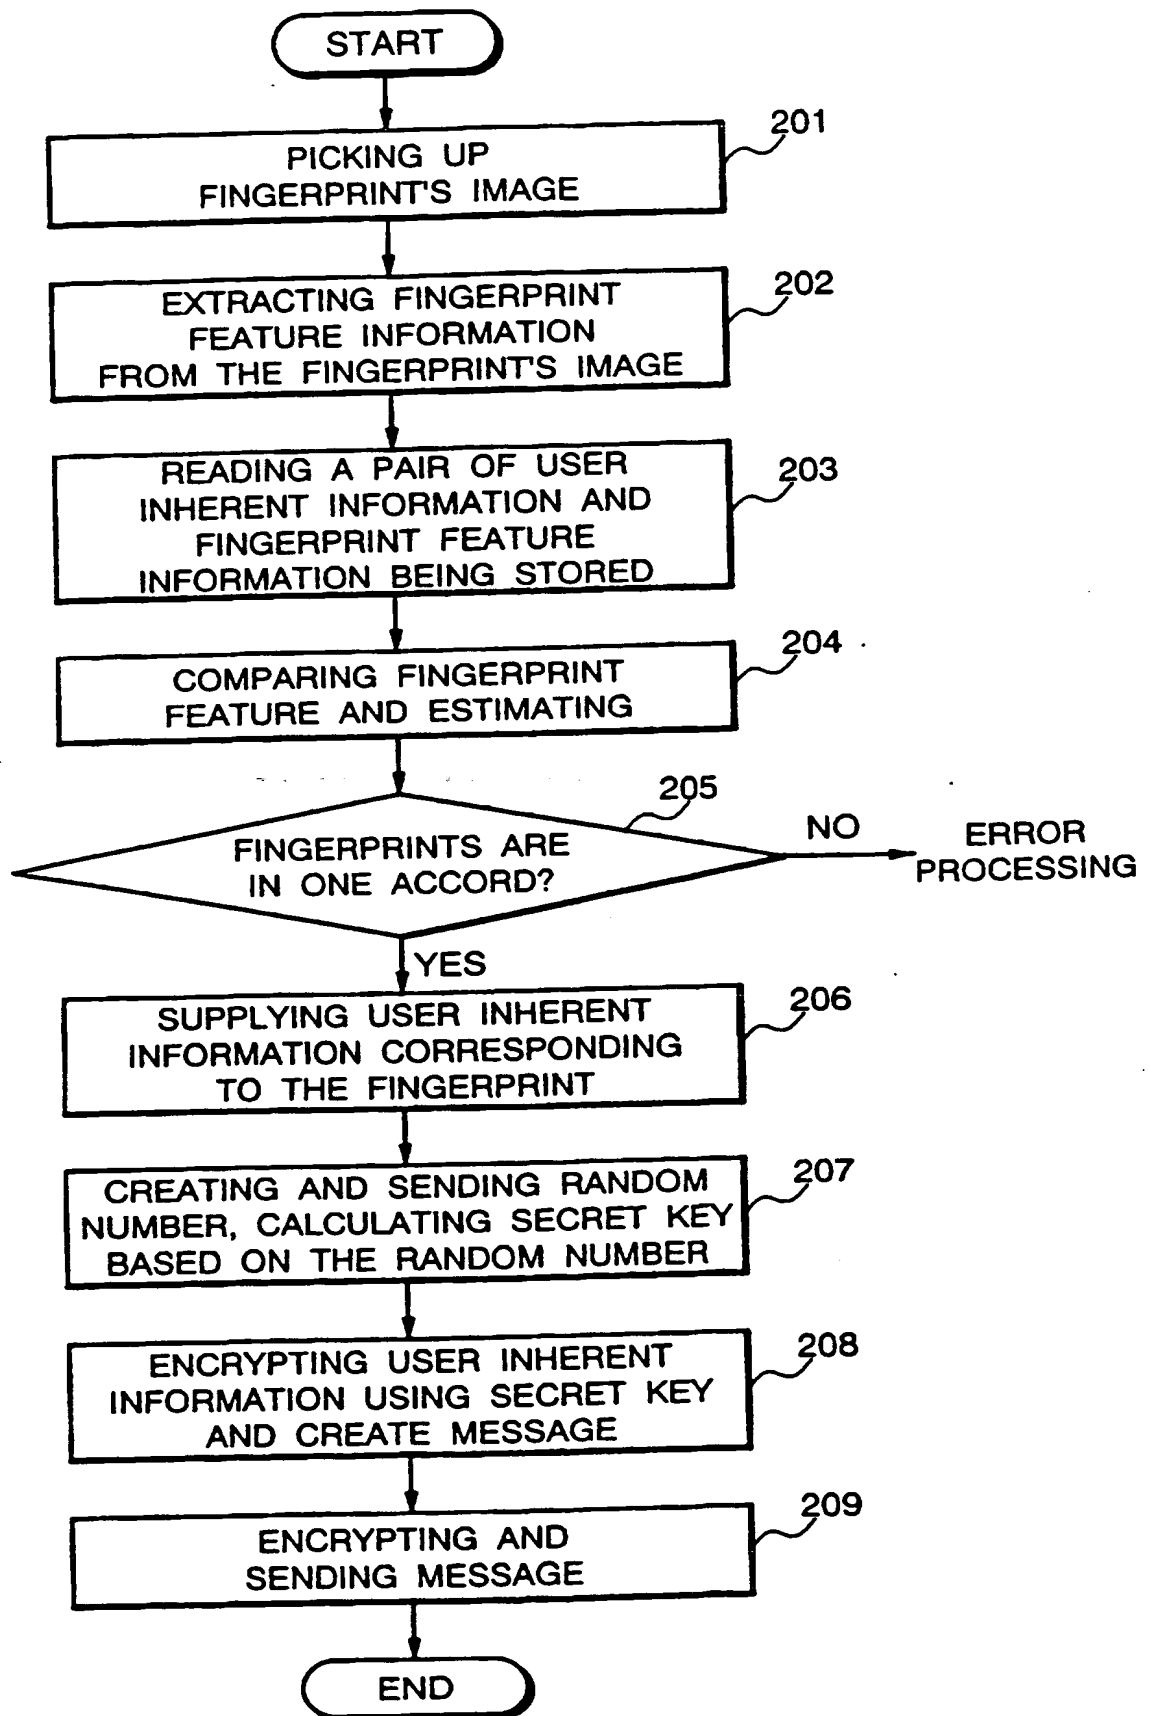 START
201
PICKING UP
FINGERPRINT'S IMAGE
202
EXTRACTING FINGERPRINT
FEATURE INFORMATION
FROM THE FINGERPRINT'S IMAGE
203
READING A PAIR OF USER
INHERENT INFORMATION AND
FINGERPRINT FEATURE
INFORMATION BEING STORED
204
COMPARING FINGERPRINT
FEATURE AND ESTIMATING
205
FINGERPRINTS ARE
IN ONE ACCORD?
NO
ERROR
PROCESSING
YES
206
SUPPLYING USER INHERENT
INFORMATION CORRESPONDING
TO THE FINGERPRINT
207
CREATING AND SENDING RANDOM
NUMBER, CALCULATING SECRET KEY
BASED ON THE RANDOM NUMBER
208
ENCRYPTING USER INHERENT
INFORMATION USING SECRET KEY
AND CREATE MESSAGE
209
ENCRYPTING AND
SENDING MESSAGE
END